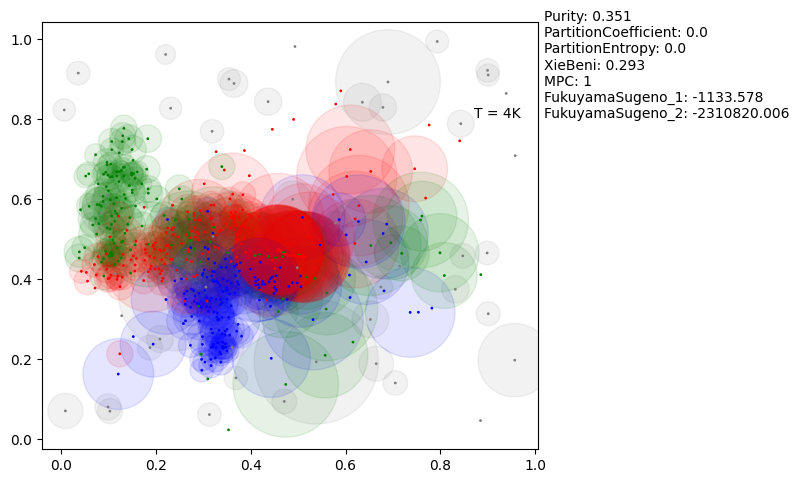 Purity: 0.351
PartitionCoefficient: 0.0
PartitionEntropy: 0.0
XieBeni: 0.293
MPC: 1
FukuyamaSugeno_1: -1133.578
FukuyamaSugeno_2: -2310820.006
T = 4K
1.0
0.8
0.6
0.4
0.2
0.0
0.0 0.2 0.4 0.6 0.8 1.0